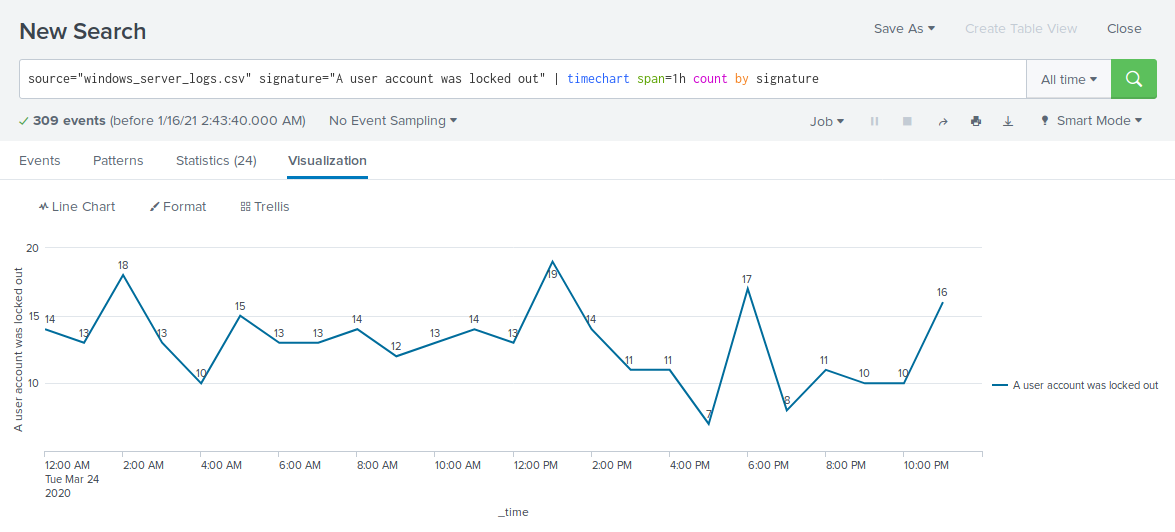 New Search
Save As ▾ Create Table View Close
source="windows_server_logs.csv" signature="A user account was locked out" | timechart span=1h count by signature
All time ▾
✓ 309 events (before 1/16/21 2:43:40.000 AM) No Event Sampling ▾
Job ▾ Smart Mode ▾
Events Patterns Statistics (24) Visualization
Line Chart Format Trellis
A user account was locked out
20
15
10
14 13 18 13 10 15 13 13 14 12 13 14 13 19 14 11 11 7 17 8 11 10 10 16
A user account was locked out
12:00 AM 2:00 AM 4:00 AM 6:00 AM 8:00 AM 10:00 AM 12:00 PM 2:00 PM 4:00 PM 6:00 PM 8:00 PM 10:00 PM
Tue Mar 24
2020
_time